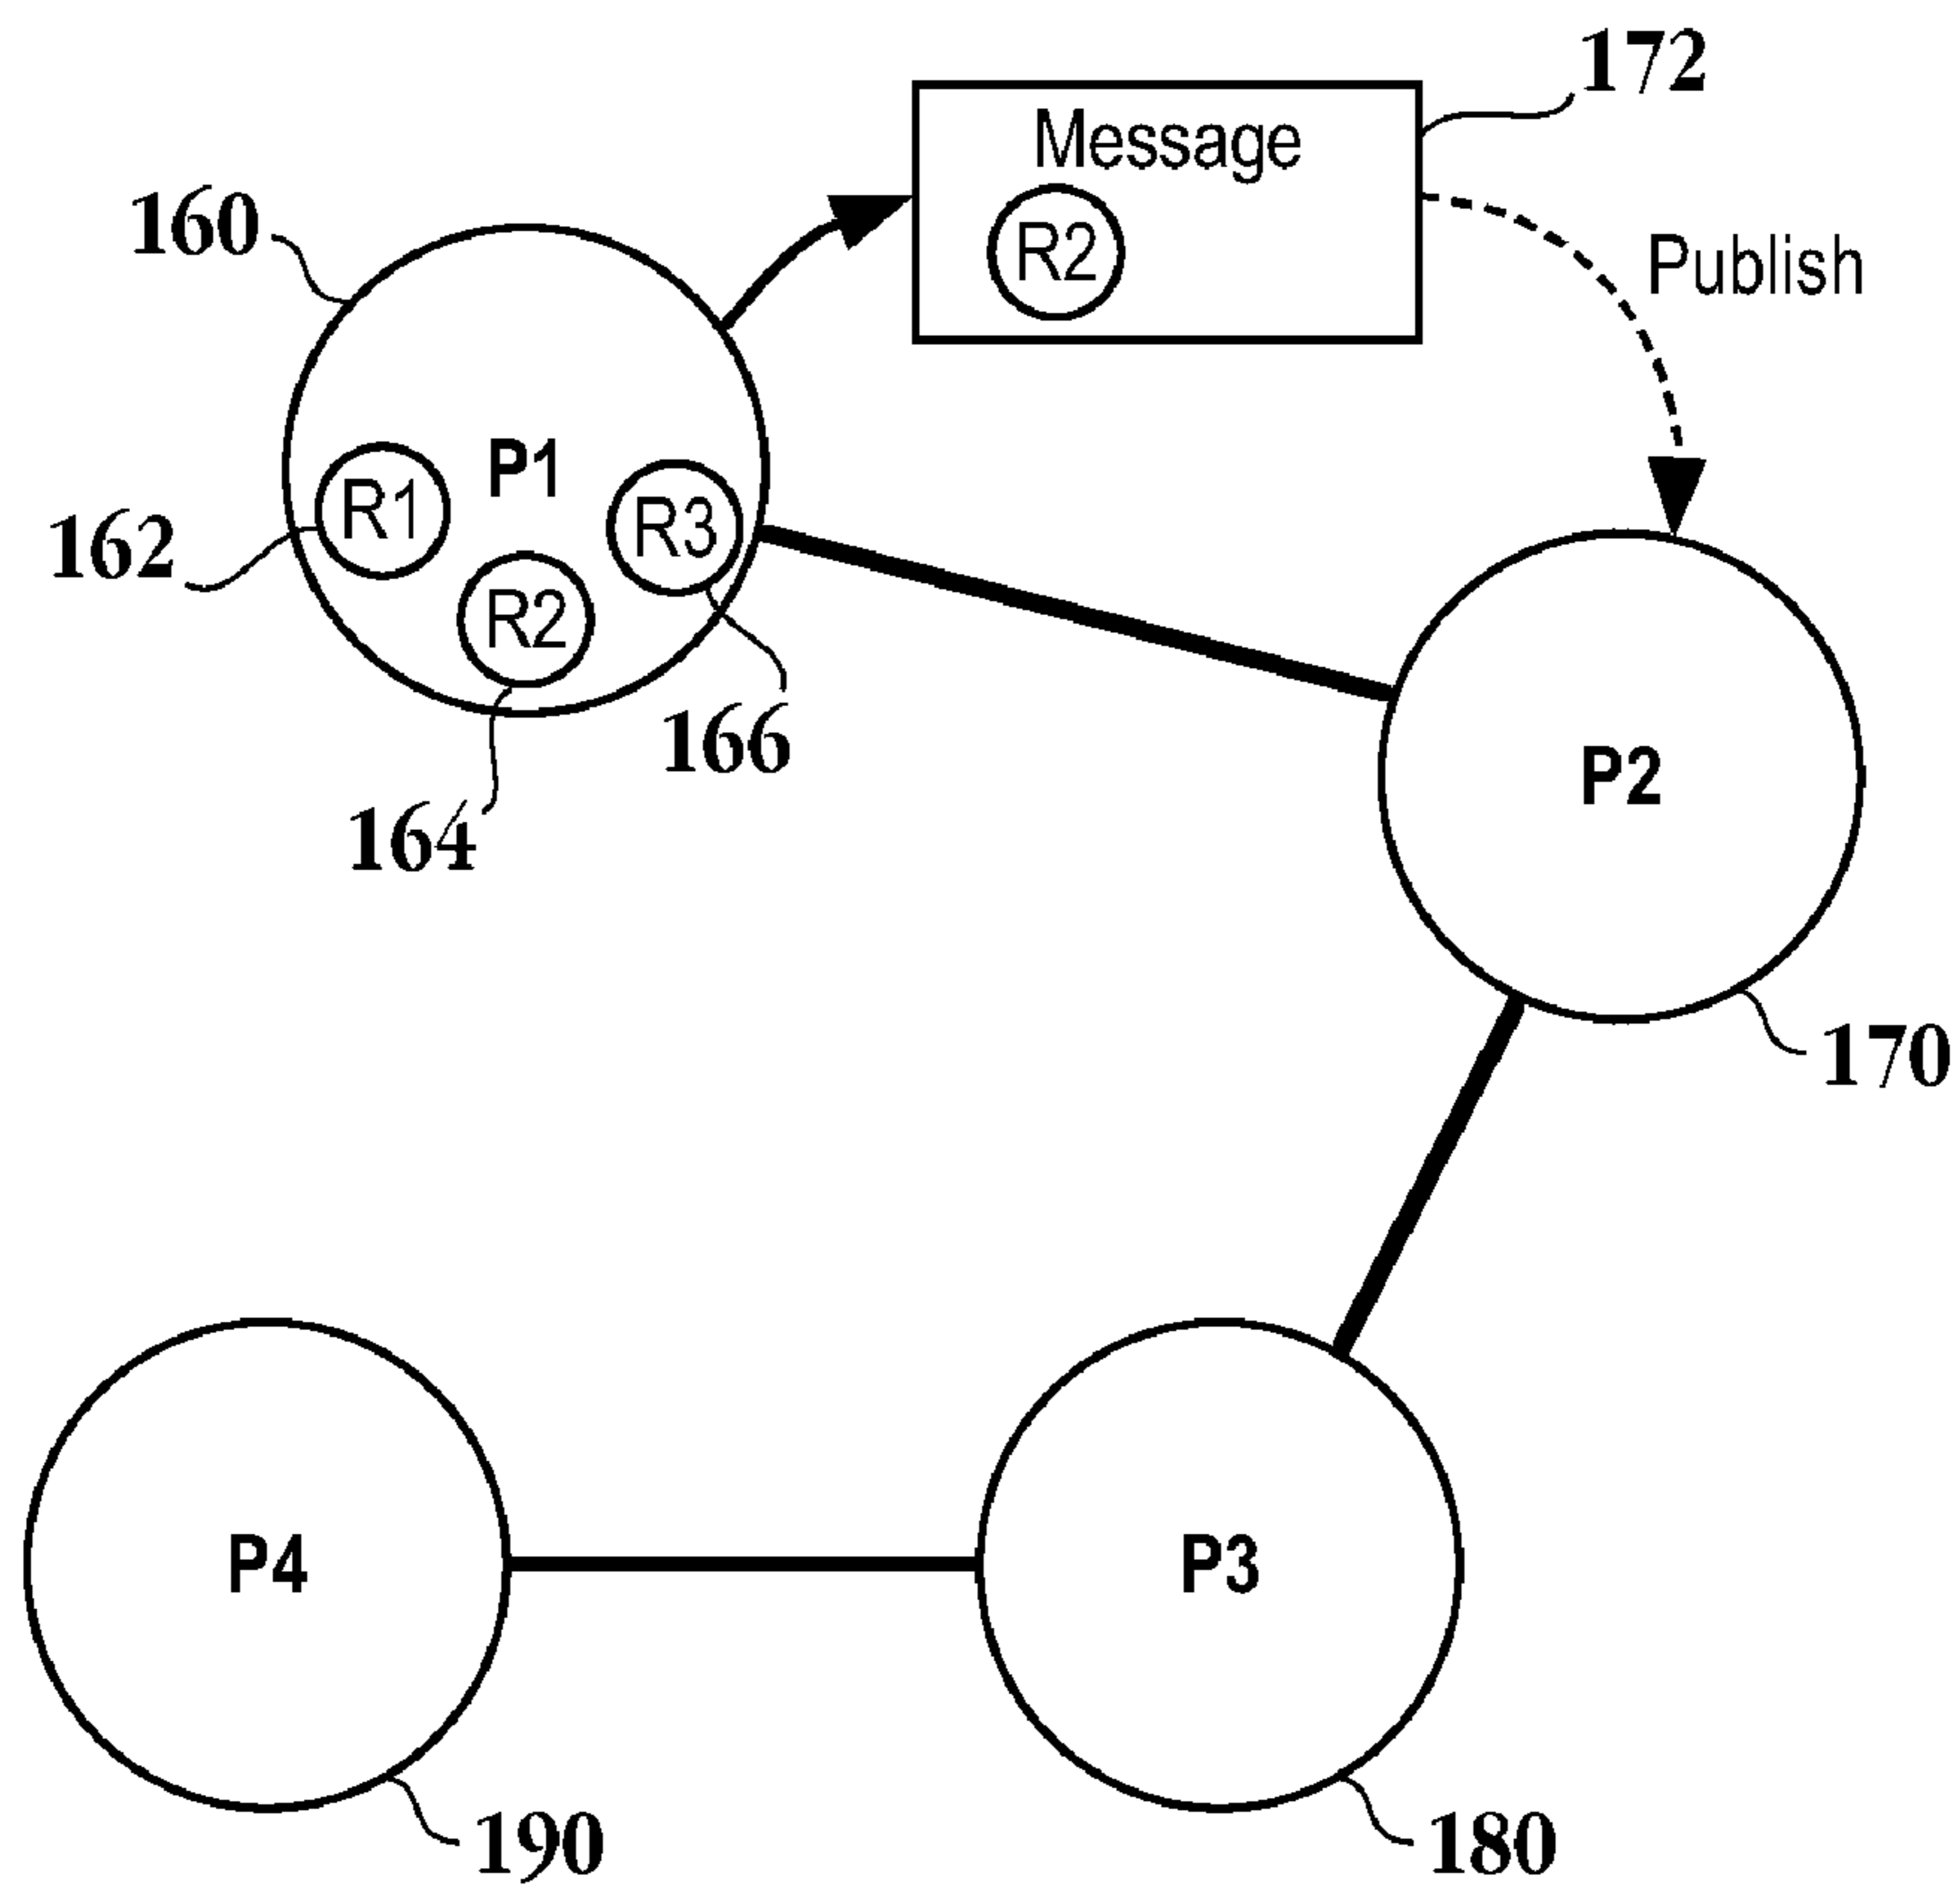 172
Message
160
R2
Publish
P1
R1
R3
162
R2
166
P2
164
170
P4
P3
190
180